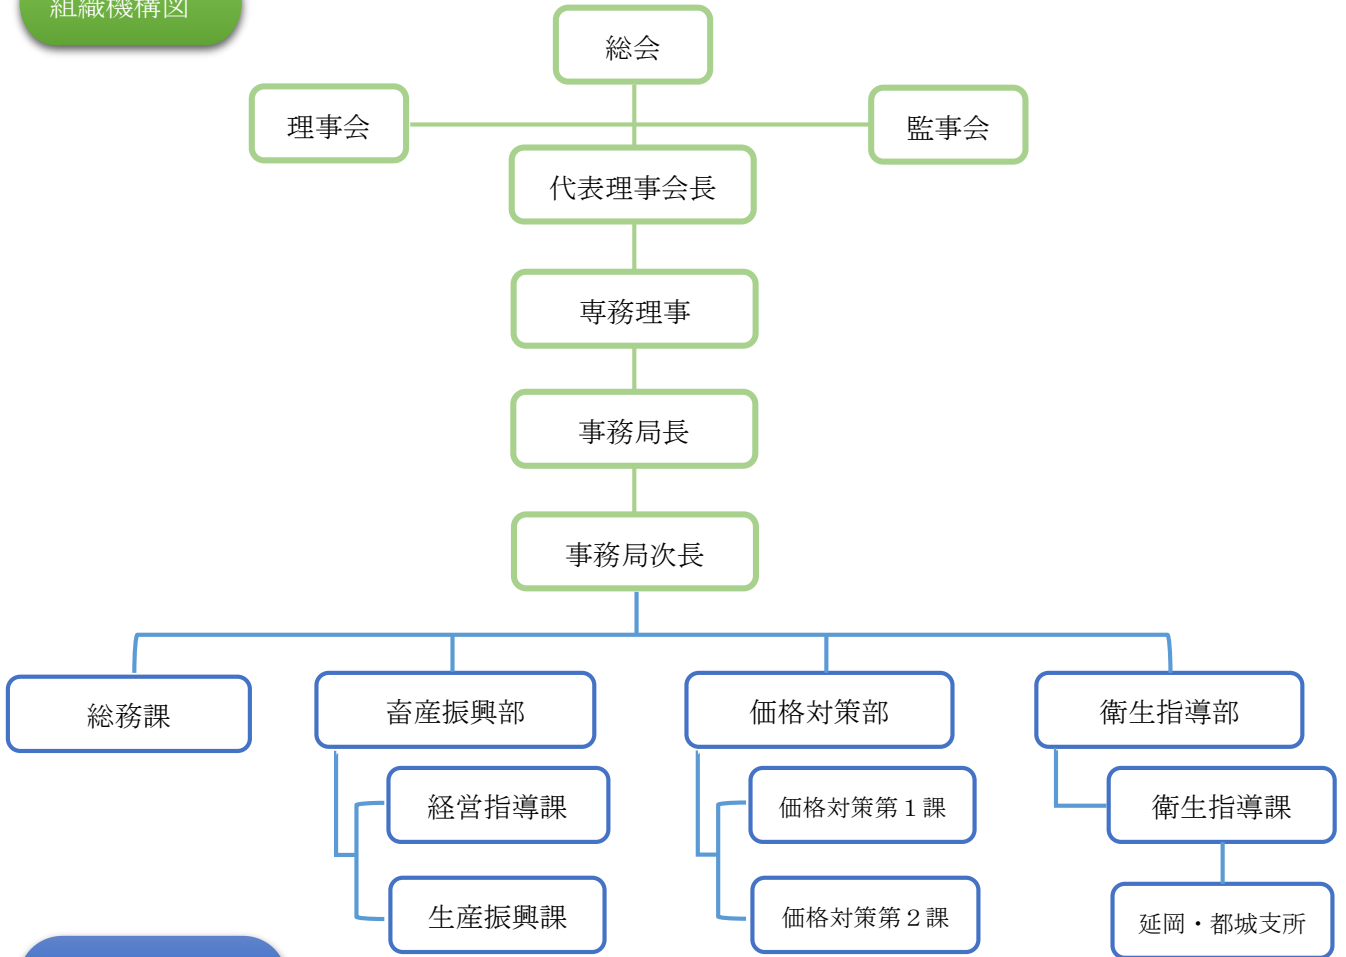 組織機構図
総会
理事会
監事会
代表理事会長
専務理事
事務局長
事務局次長
総務課
畜産振興部
価格対策部
衛生指導部
経営指導課
価格対策第１課
衛生指導課
生産振興課
価格対策第２課
延岡・都城支所